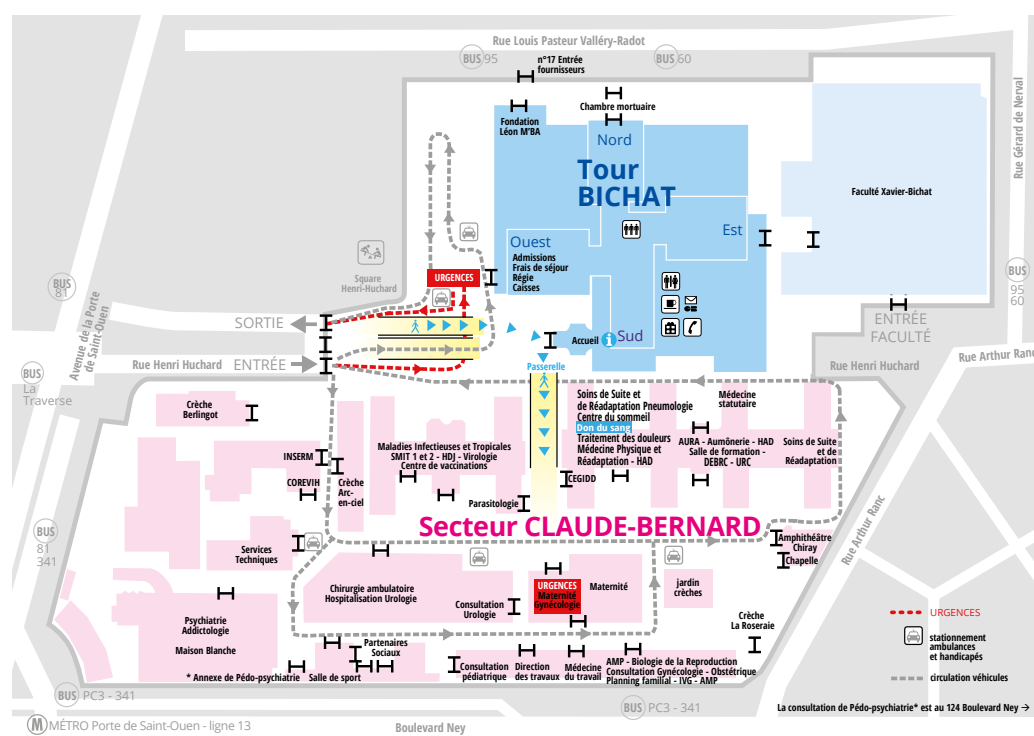 Rue Louis Pasteur Valléry-Radot
BUS 95
BUS 60
n°17 Entrée
fournisseurs
Chambre mortuaire
Fondation
Léon M'BA
Nord
Tour
BICHAT
Rue Gérard de Nerval
Faculté Xavier-Bichat
Est
Ouest
Admissions
Frais de séjour
Régie
Caisses
URGENCES
Square
Henri-Huchard
BUS
81
Avenue de la Porte
de Saint-Ouen
BUS
95
60
SORTIE
Accueil
i
Sud
ENTRÉE
FACULTÉ
Rue Henri Huchard
ENTRÉE
Passerelle
Rue Henri Huchard
Rue Arthur Ranc
BUS
La
Traverse
Crèche
Berlingot
Soins de Suite et
de Réadaptation Pneumologie
Centre du sommeil
Don du sang
Traitement des douleurs
Médecine Physique et
Réadaptation - HAD
Médecine
statutaire
AURA - Aumônerie - HAD
Salle de formation -
DEBRC - URC
Soins de Suite
et de
Réadaptation
Maladies Infectieuses et Tropicales
SMIT 1 et 2 - HDJ - Virologie
Centre de vaccinations
INSERM
COREVIH
Crèche
Arc-
en-ciel
CEGIDD
Parasitologie
Secteur CLAUDE-BERNARD
Rue Arthur Ranc
BUS
81
341
Services
Techniques
Amphithéâtre
Chiray
Chapelle
Chirurgie ambulatoire
Hospitalisation Urologie
Consultation
Urologie
URGENCES
Maternité
Gynécologie
Maternité
jardin
crèches
Psychiatrie
Addictologie
Maison Blanche
Crèche
La Roseraie
URGENCES
stationnement
ambulances
et handicapés
circulation véhicules
Partenaires
Sociaux
* Annexe de Pédo-psychiatrie
Salle de sport
Consultation
pédiatrique
Direction
des travaux
Médecine
du travail
AMP - Biologie de la Reproduction
Consultation Gynécologie - Obstétrique
Planning familial - IVG - AMP
BUS PC3 - 341
BUS PC3 - 341
La consultation de Pédo-psychiatrie* est au 124 Boulevard Ney →
M MÉTRO Porte de Saint-Ouen - ligne 13
Boulevard Ney